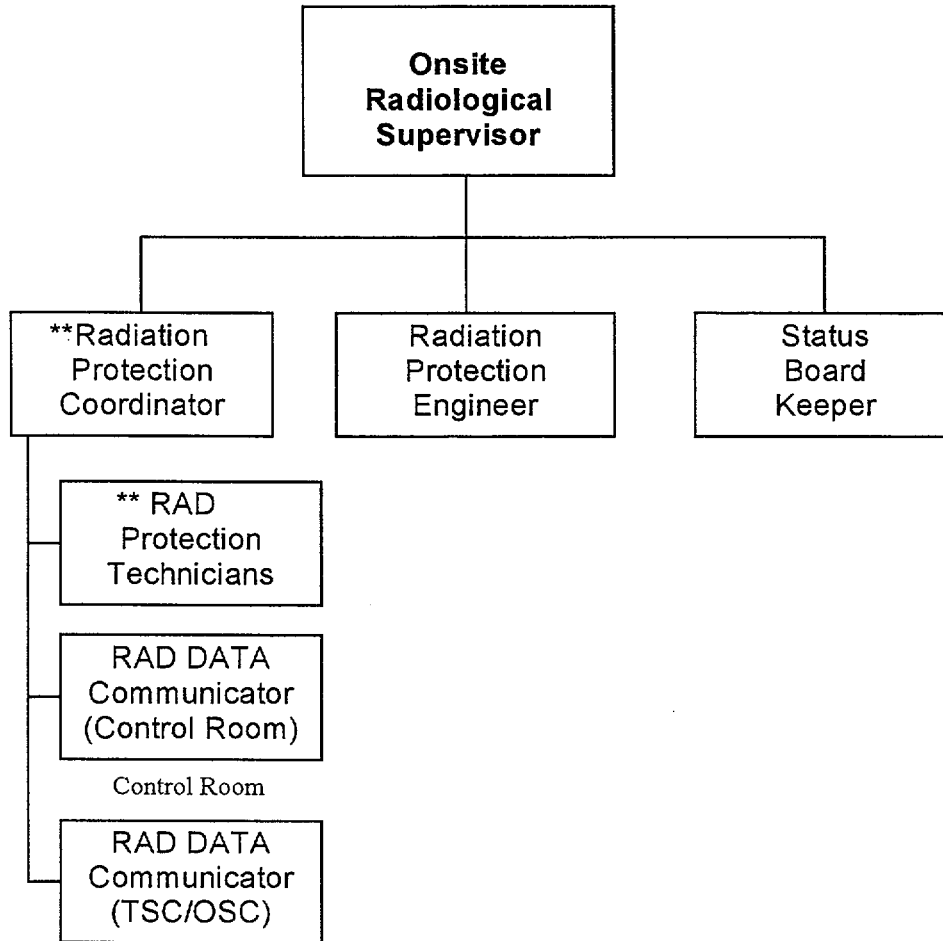 Onsite
Radiological
Supervisor
**Radiation
Protection
Coordinator
Radiation
Protection
Engineer
Status
Board
Keeper
** RAD
Protection
Technicians
RAD DATA
Communicator
(Control Room)
Control Room
RAD DATA
Communicator
(TSC/OSC)